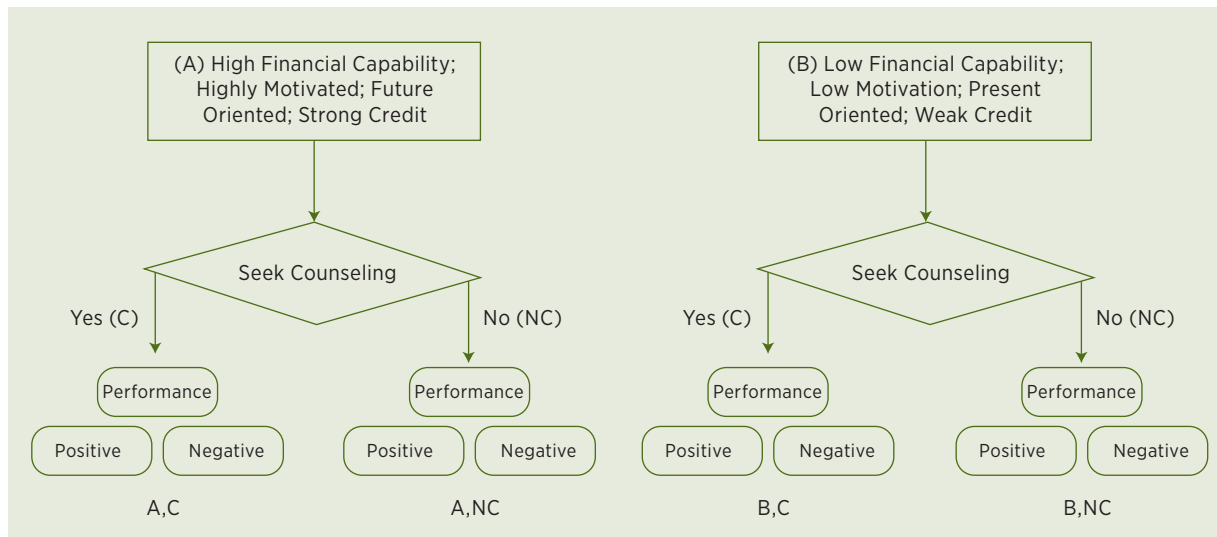 (A) High Financial Capability;
Highly Motivated; Future
Oriented; Strong Credit
(B) Low Financial Capability;
Low Motivation; Present
Oriented; Weak Credit
Seek Counseling
Seek Counseling
Yes (C)
No (NC)
Yes (C)
No (NC)
Performance
Performance
Performance
Performance
Positive
Negative
Positive
Negative
Positive
Negative
Positive
Negative
A,C
A,NC
B,C
B,NC